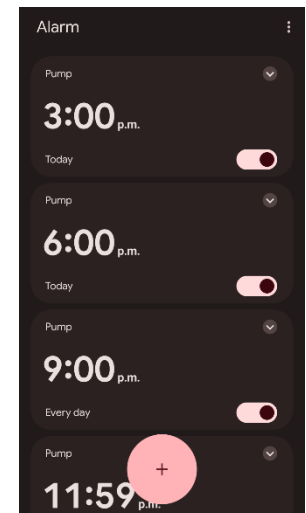 Alarm
Pump
3:00 p.m.
Today
Pump
6:00 p.m.
Today
Pump
9:00 p.m.
Every day
Pump
+
11:59 p.m.